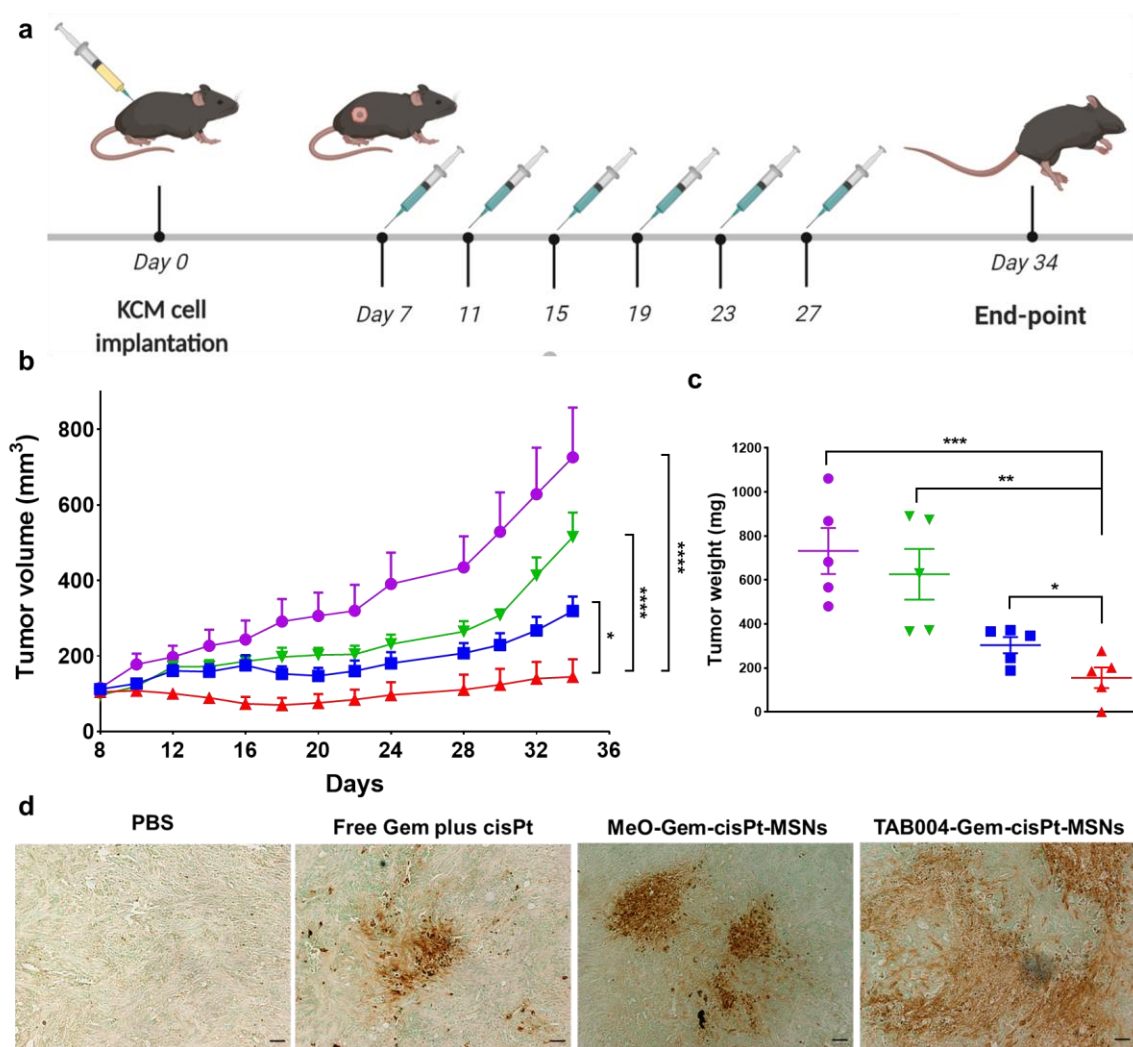 a
Day 0
KCM cell
implantation
Day 7
11
15
19
23
27
Day 34
End-point
b
Tumor volume (mm³)
800
600
400
200
0
8
12
16
20
24
28
32
36
Days
*
****
****
c
Tumor weight (mg)
1200
1000
800
600
400
200
0
***
**
*
d
PBS
Free Gem plus cisPt
MeO-Gem-cisPt-MSNs
TAB004-Gem-cisPt-MSNs